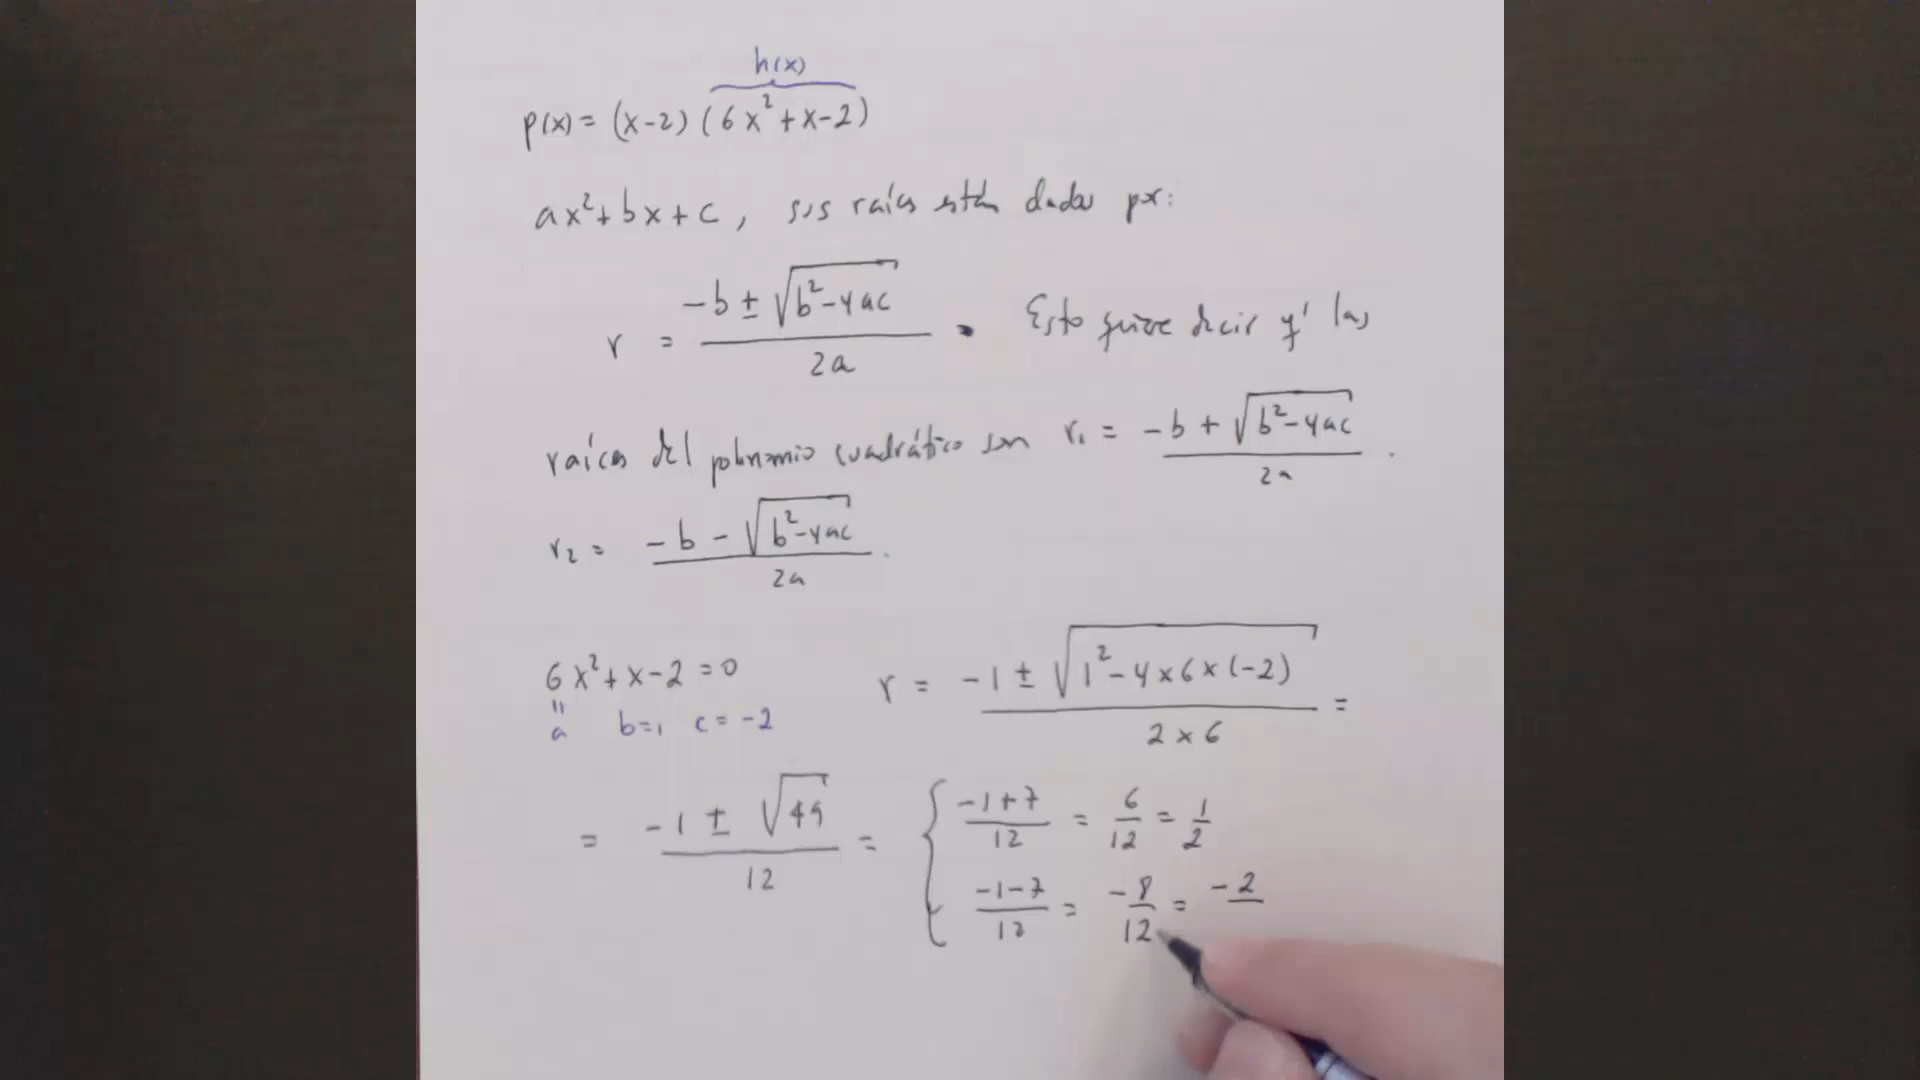 h(x)
p(x) = (x-2) (6x²+x-2)
ax²+bx+c, sus raíces están dadas por:
r = (-b ± √(b²-4ac)) / 2a . Esto quiere decir q' las
raíces del polinomio cuadrático son r₁ = (-b + √(b²-4ac)) / 2a .
r₂ = (-b - √(b²-4ac)) / 2a .
6x²+x-2 = 0 r = (-1 ± √(1²-4×6×(-2))) / (2×6) =
a b=1 c=-2
= (-1 ± √49) / 12 = { (-1+7)/12 = 6/12 = 1/2
(-1-7)/12 = -8/12 = -2/